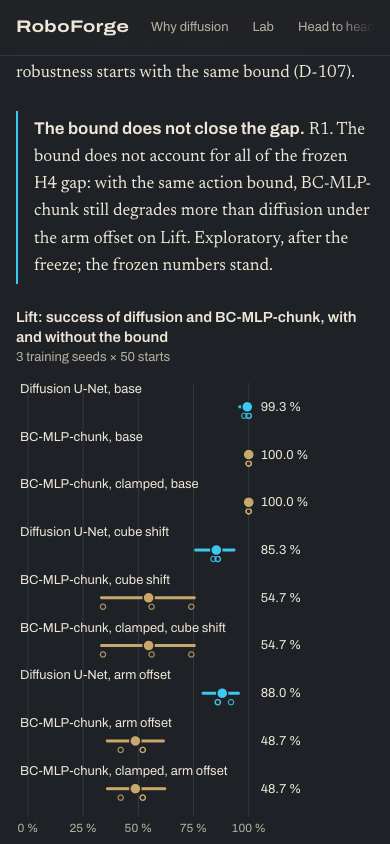 RoboForge Why diffusion Lab Head to head
robustness starts with the same bound (D-107).
The bound does not close the gap. R1. The
bound does not account for all of the frozen
H4 gap: with the same action bound, BC-MLP-
chunk still degrades more than diffusion under
the arm offset on Lift. Exploratory, after the
freeze; the frozen numbers stand.
Lift: success of diffusion and BC-MLP-chunk, with
and without the bound
3 training seeds × 50 starts
Diffusion U-Net, base
99.3 %
BC-MLP-chunk, base
100.0 %
BC-MLP-chunk, clamped, base
100.0 %
Diffusion U-Net, cube shift
85.3 %
BC-MLP-chunk, cube shift
54.7 %
BC-MLP-chunk, clamped, cube shift
54.7 %
Diffusion U-Net, arm offset
88.0 %
BC-MLP-chunk, arm offset
48.7 %
BC-MLP-chunk, clamped, arm offset
48.7 %
0 % 25 % 50 % 75 % 100 %